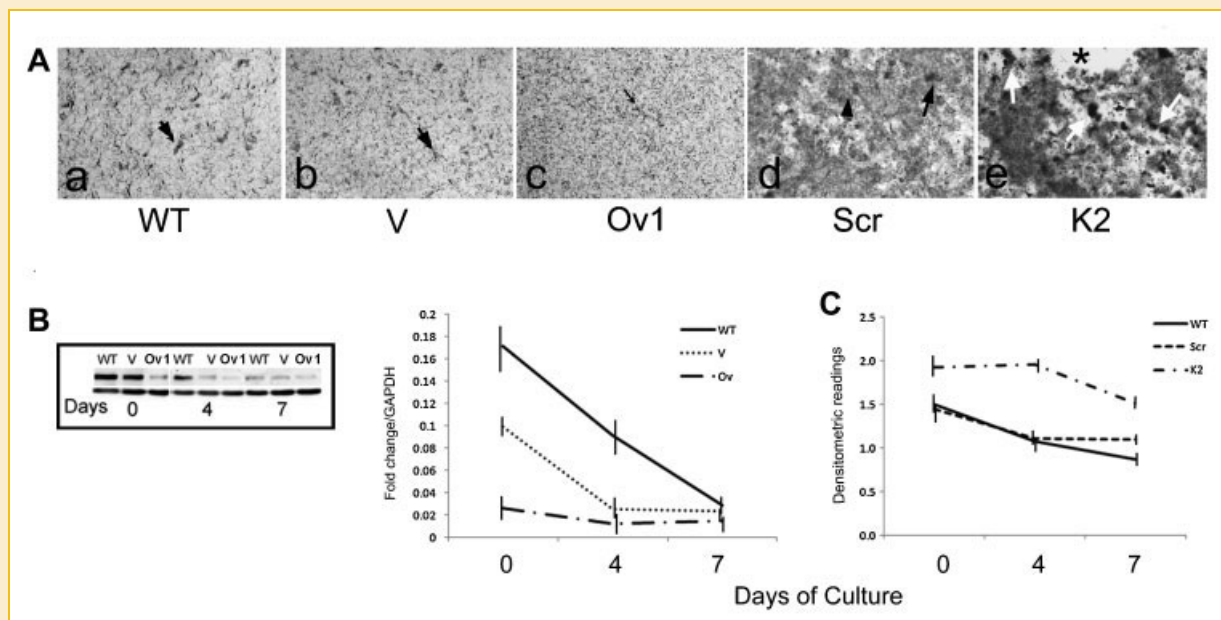 A
a
b
c
d
e
*
WT
V
Ov1
Scr
K2
B
WT V Ov1 WT V Ov1 WT V Ov1
Days 0 4 7
Fold change/GAPDH
0.2
0.18
0.16
0.14
0.12
0.1
0.08
0.06
0.04
0.02
0
WT
V
Ov
0 4 7
C
Densitometric readings
2.5
2.0
1.5
1.0
0.5
0.0
WT
Scr
K2
0 4 7
Days of Culture